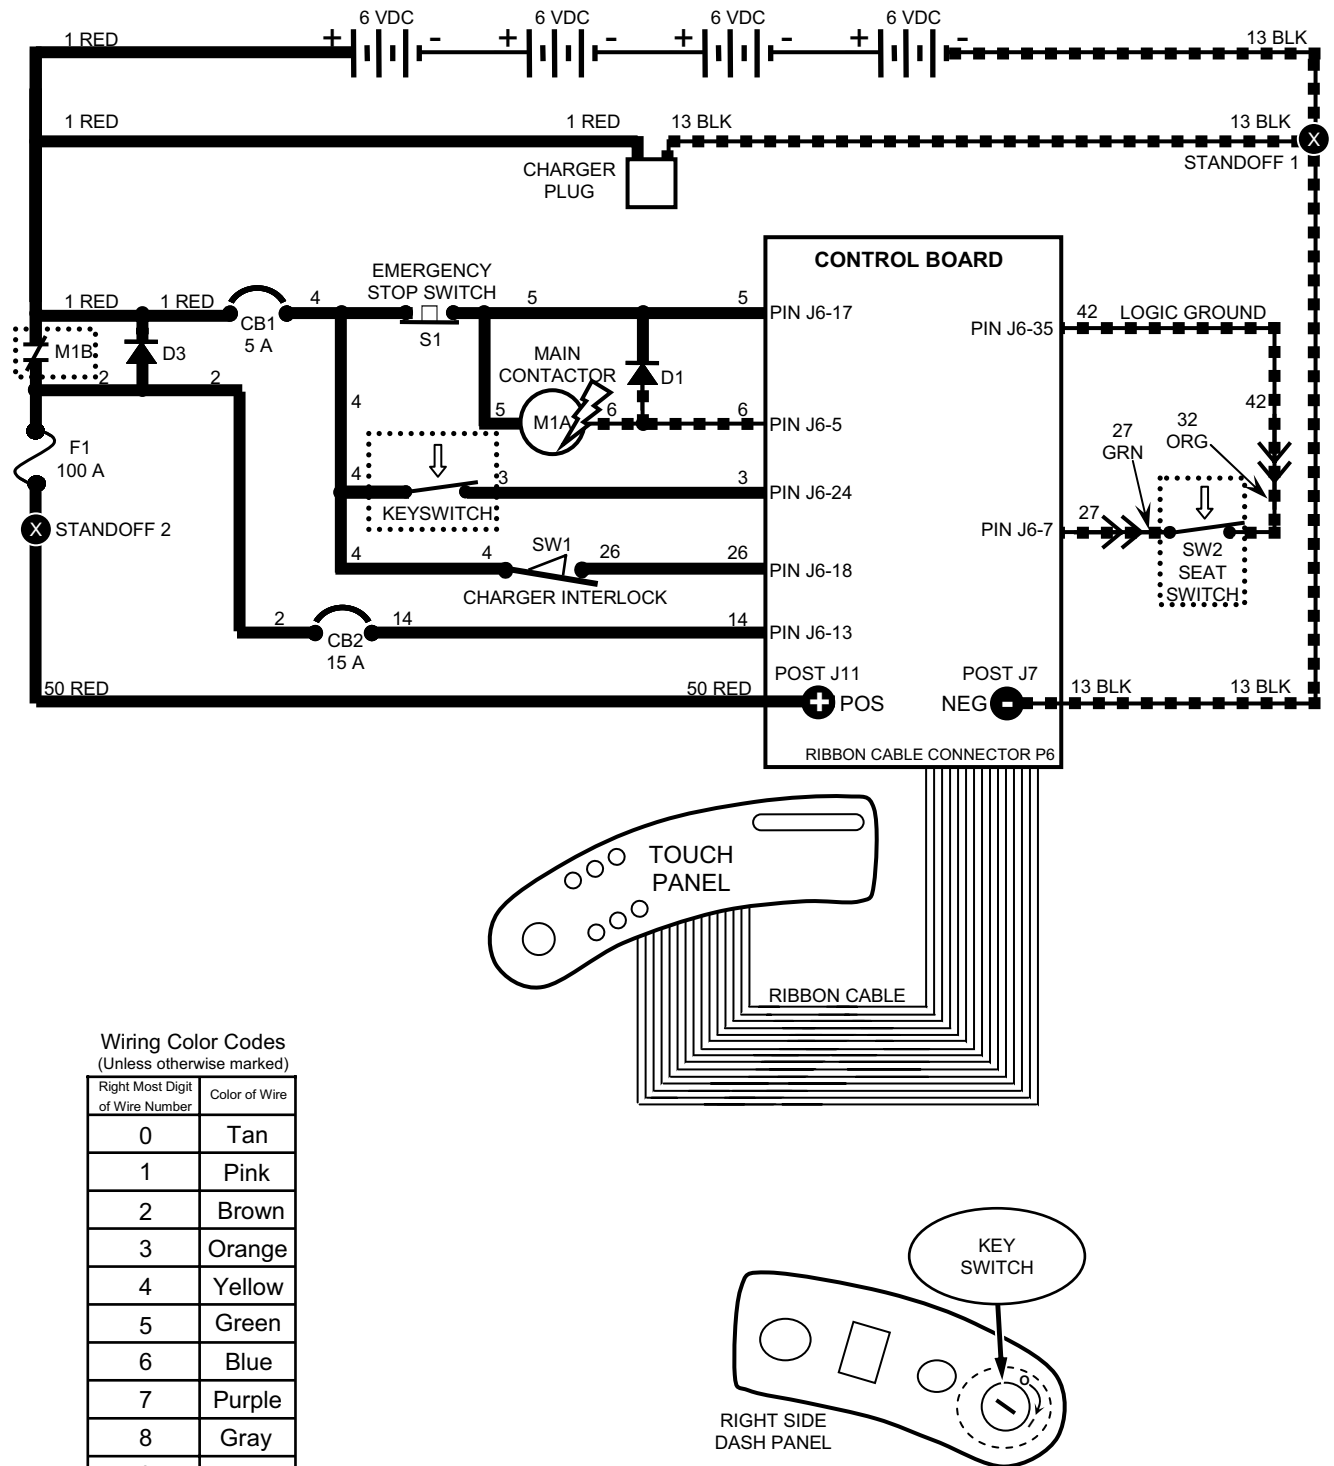 6 VDC 6 VDC 6 VDC 6 VDC
1 RED + - + - + - + - 13 BLK
1 RED 1 RED 13 BLK 13 BLK
X
CHARGER
PLUG
STANDOFF 1
CONTROL BOARD
EMERGENCY
STOP SWITCH
1 RED 1 RED 4 5 5 PIN J6-17
42 LOGIC GROUND
PIN J6-35
CB1
5 A
S1
M1B D3
MAIN
CONTACTOR
D1
2 2
4 5 M1A 6 6 PIN J6-5
42
32
ORG
27
GRN
F1
100 A
4 3 3 PIN J6-24
KEYSWITCH
X STANDOFF 2
27
PIN J6-7
SW2
SEAT
SWITCH
4 4 SW1 26 26 PIN J6-18
CHARGER INTERLOCK
2 14 14 PIN J6-13
CB2
15 A
50 RED 50 RED
POST J11 POST J7
+ POS NEG -
13 BLK 13 BLK
RIBBON CABLE CONNECTOR P6
TOUCH
PANEL
RIBBON CABLE
Wiring Color Codes
(Unless otherwise marked)
Right Most Digit
of Wire Number
Color of Wire
0 Tan
1 Pink
2 Brown
3 Orange
4 Yellow
5 Green
6 Blue
7 Purple
8 Gray
KEY
SWITCH
RIGHT SIDE
DASH PANEL